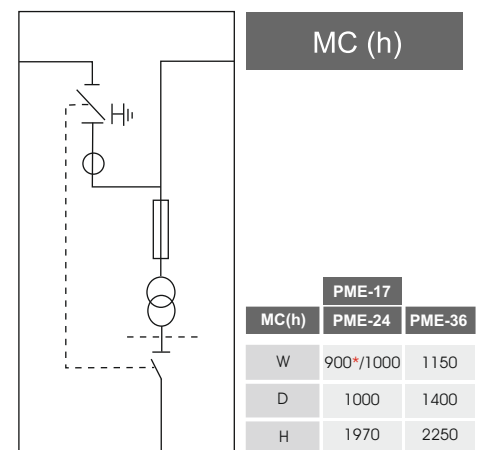 MC (h)
PME-17
MC(h) PME-24 PME-36
W 900*/1000 1150
D 1000 1400
H 1970 2250